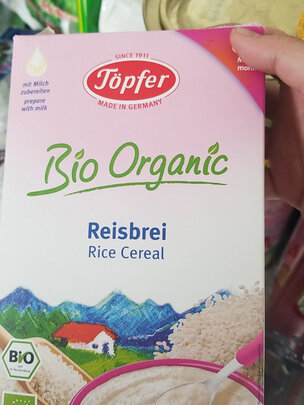 SINCE 1911
Töpfer
MADE IN GERMANY
mit Milch
zubereiten
prepare
with milk
Bio Organic
Reisbrei
Rice Cereal
BIO